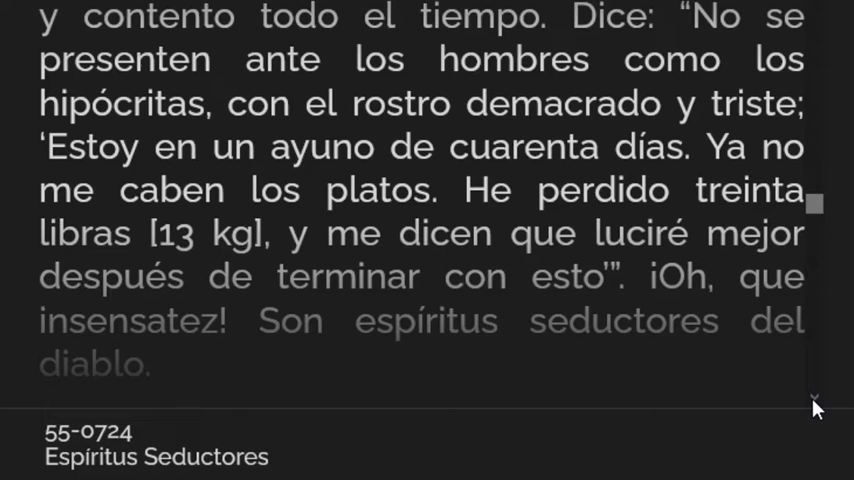 y contento todo el tiempo. Dice: “No se
presenten ante los hombres como los
hipócritas, con el rostro demacrado y triste;
‘Estoy en un ayuno de cuarenta días. Ya no
me caben los platos. He perdido treinta
libras [13 kg], y me dicen que luciré mejor
después de terminar con esto’”. ¡Oh, que
insensatez! Son espíritus seductores del
diablo.
55-0724
Espíritus Seductores